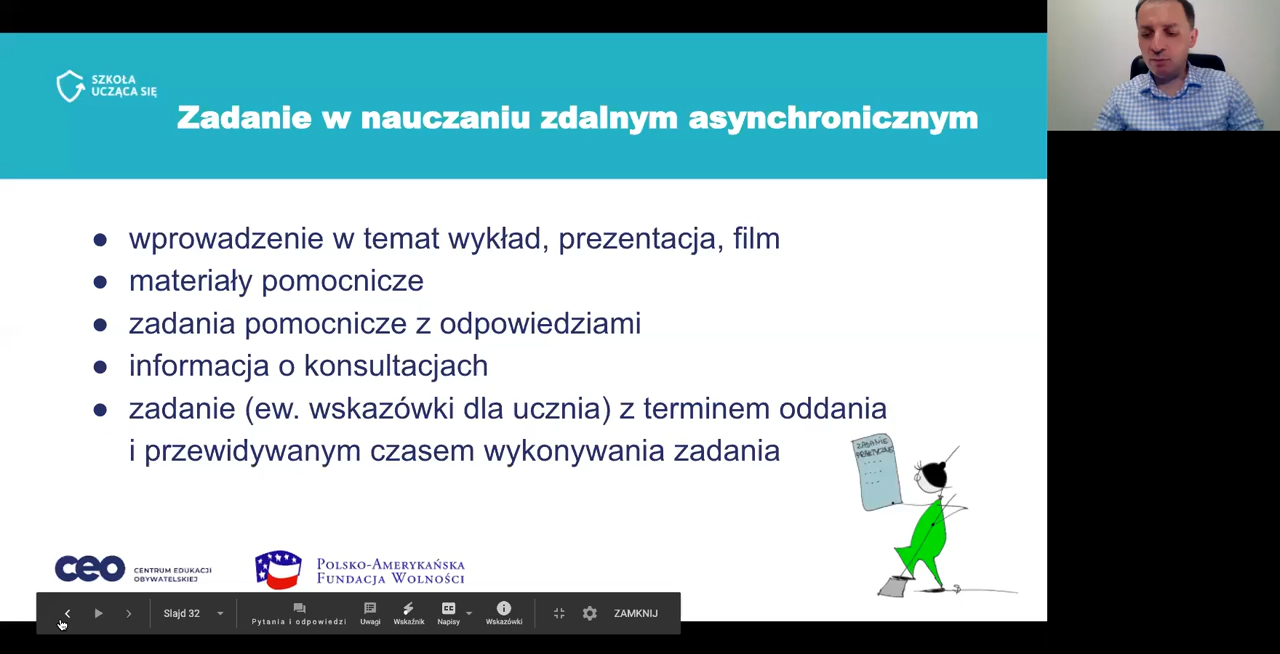 SZKOŁA
UCZĄCA SIĘ
Zadanie w nauczaniu zdalnym asynchronicznym
● wprowadzenie w temat wykład, prezentacja, film
● materiały pomocnicze
● zadania pomocnicze z odpowiedziami
● informacja o konsultacjach
● zadanie (ew. wskazówki dla ucznia) z terminem oddania
i przewidywanym czasem wykonywania zadania
ZADANIE
PRAKTYCZNE
CEO
CENTRUM EDUKACJI
OBYWATELSKIEJ
POLSKO-AMERYKAŃSKA
FUNDACJA WOLNOŚCI
Slajd 32
Pytania i odpowiedzi
Uwagi
Wskaźnik
Napisy
Wskazówki
ZAMKNIJ